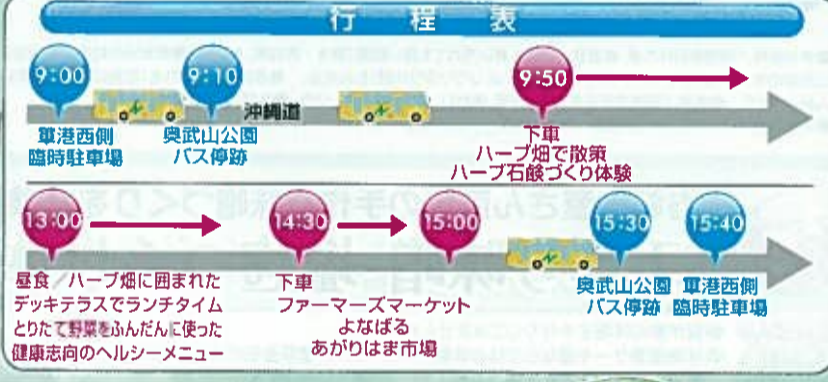 行程表
9:00
9:10
9:50
沖縄道
軍港西側
臨時駐車場
奥武山公園
バス停跡
下車
ハーブ畑で散策
ハーブ石鹸づくり体験
13:00
14:30
15:00
15:30
15:40
昼食 ハーブ畑に囲まれた
デッキテラスでランチタイム
とりたて野菜をふんだんに使った
健康志向のヘルシーメニュー
下車
ファーマーズマーケット
よなばる
あがりはま市場
奥武山公園
バス停跡
軍港西側
臨時駐車場